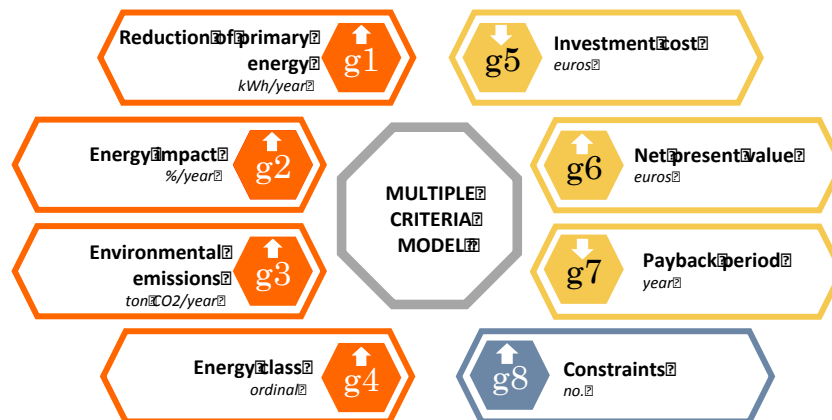 Reduction of primary
energy
kWh/year
g1
Energy impact
%/year
g2
Environmental
emissions
ton CO2/year
g3
Energy class
ordinal
g4
MULTIPLE
CRITERIA
MODEL
g5
Investment cost
euros
g6
Net present value
euros
g7
Payback period
year
g8
Constraints
no.